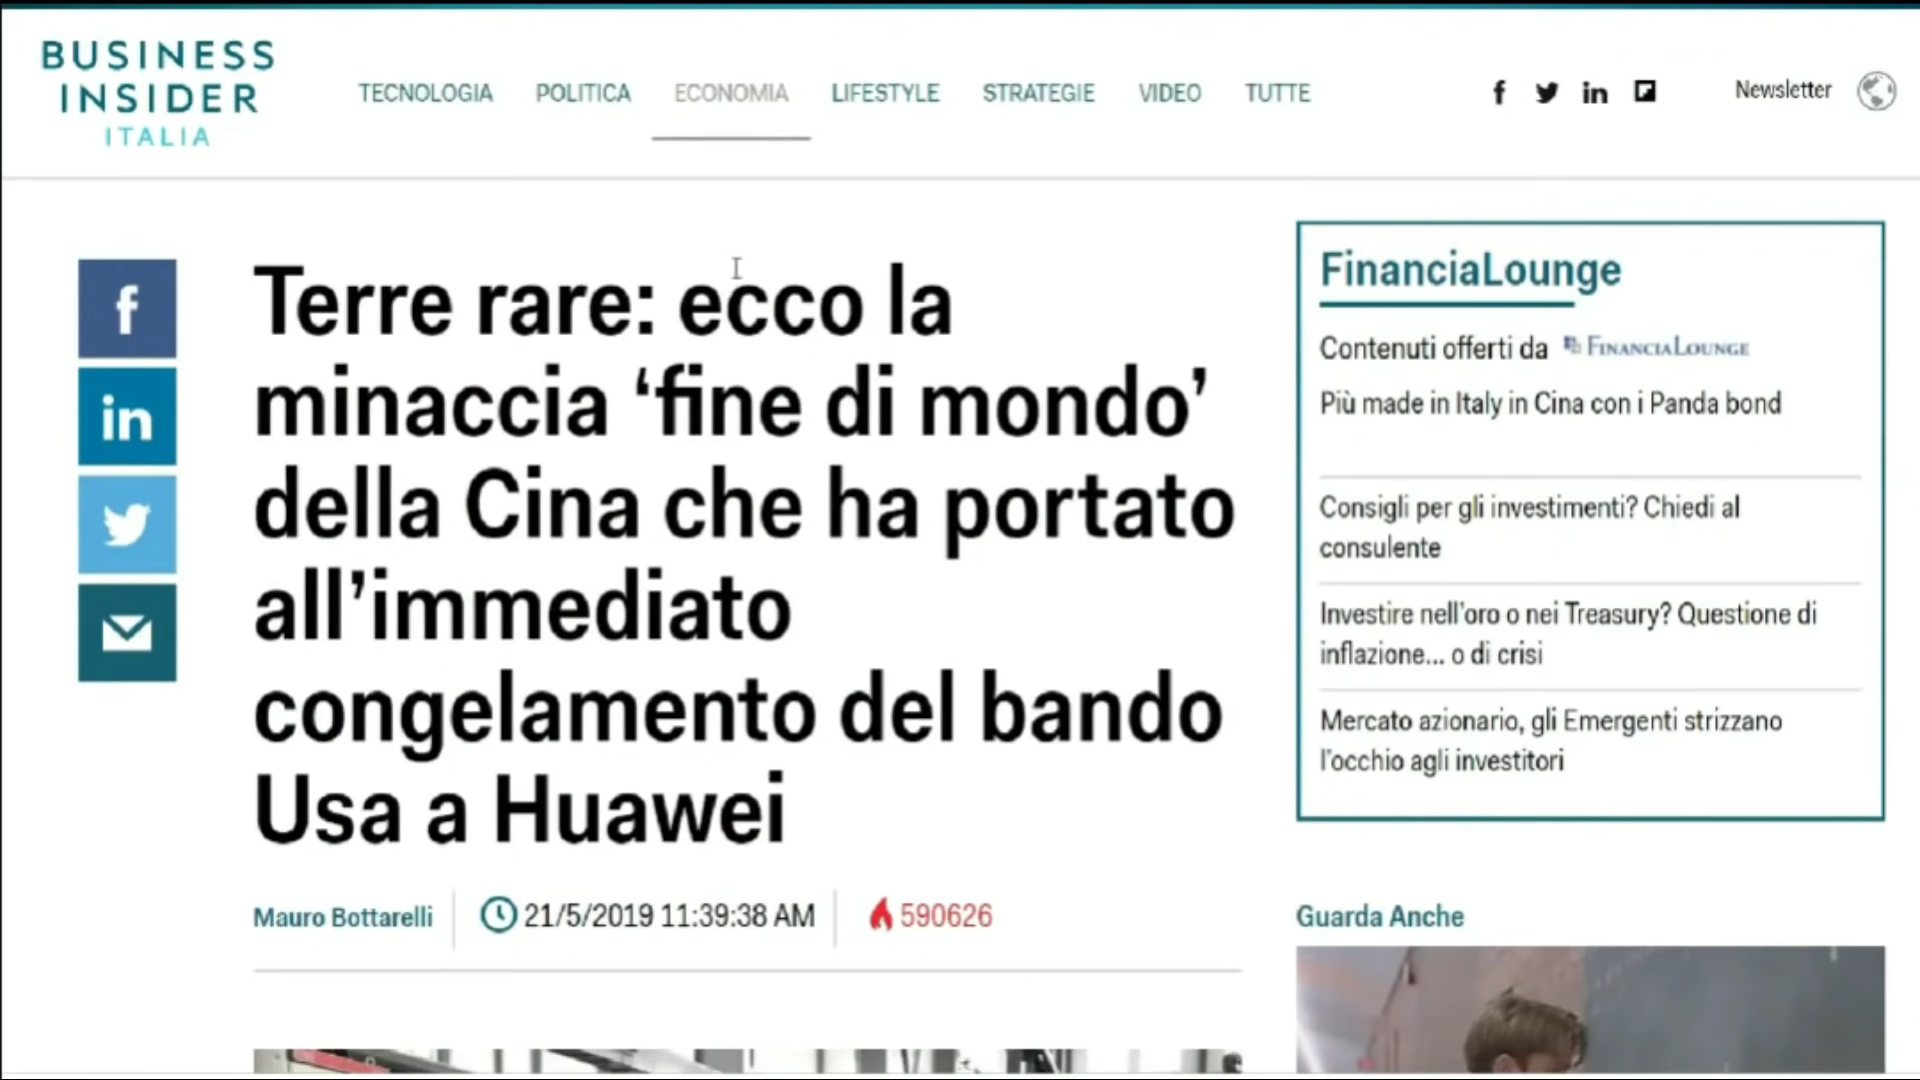 BUSINESS
INSIDER
ITALIA
TECNOLOGIA POLITICA ECONOMIA LIFESTYLE STRATEGIE VIDEO TUTTE
Newsletter
Terre rare: ecco la
minaccia ‘fine di mondo’
della Cina che ha portato
all’immediato
congelamento del bando
Usa a Huawei
Mauro Bottarelli 21/5/2019 11:39:38 AM 590626
FinanciaLounge
Contenuti offerti da FINANCIALOUNGE
Più made in Italy in Cina con i Panda bond
Consigli per gli investimenti? Chiedi al
consulente
Investire nell’oro o nei Treasury? Questione di
inflazione... o di crisi
Mercato azionario, gli Emergenti strizzano
l’occhio agli investitori
Guarda Anche